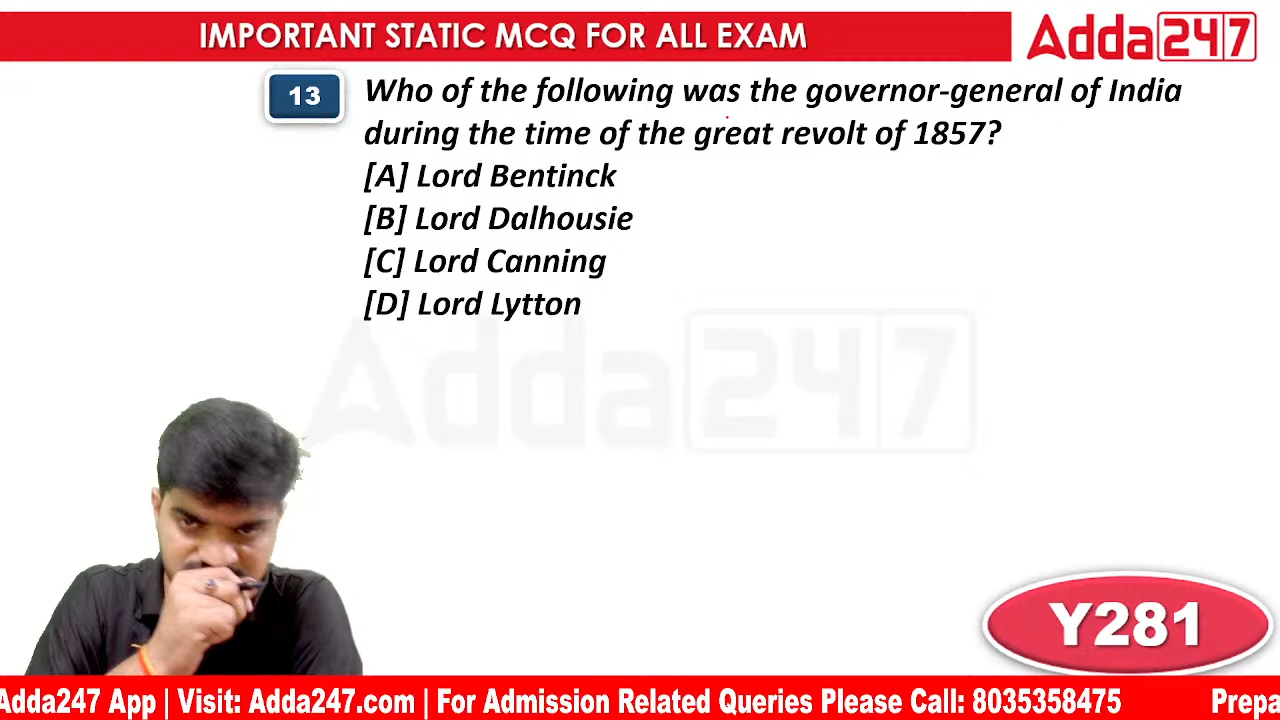 IMPORTANT STATIC MCQ FOR ALL EXAM
Adda247
13
Who of the following was the governor-general of India
during the time of the great revolt of 1857?
[A] Lord Bentinck
[B] Lord Dalhousie
[C] Lord Canning
[D] Lord Lytton
Adda247
Y281
Adda247 App | Visit: Adda247.com | For Admission Related Queries Please Call: 8035358475